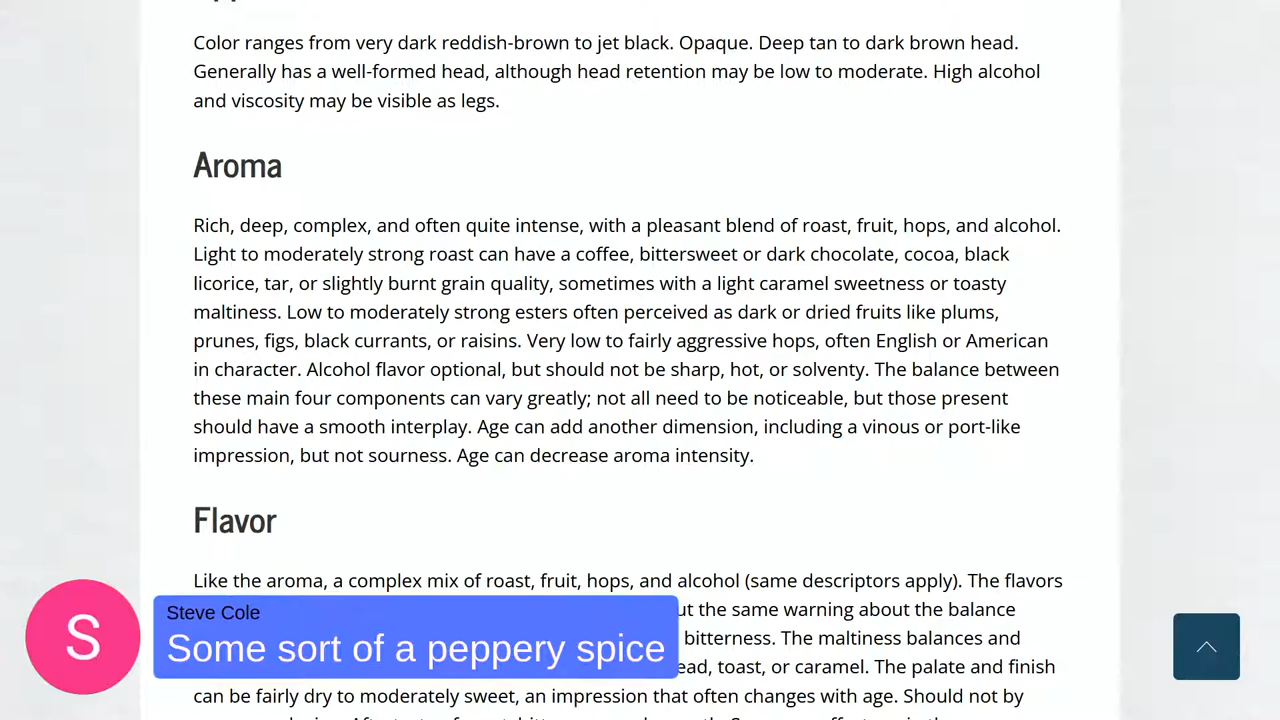 Color ranges from very dark reddish-brown to jet black. Opaque. Deep tan to dark brown head.
Generally has a well-formed head, although head retention may be low to moderate. High alcohol
and viscosity may be visible as legs.
Aroma
Rich, deep, complex, and often quite intense, with a pleasant blend of roast, fruit, hops, and alcohol.
Light to moderately strong roast can have a coffee, bittersweet or dark chocolate, cocoa, black
licorice, tar, or slightly burnt grain quality, sometimes with a light caramel sweetness or toasty
maltiness. Low to moderately strong esters often perceived as dark or dried fruits like plums,
prunes, figs, black currants, or raisins. Very low to fairly aggressive hops, often English or American
in character. Alcohol flavor optional, but should not be sharp, hot, or solventy. The balance between
these main four components can vary greatly; not all need to be noticeable, but those present
should have a smooth interplay. Age can add another dimension, including a vinous or port-like
impression, but not sourness. Age can decrease aroma intensity.
Flavor
Like the aroma, a complex mix of roast, fruit, hops, and alcohol (same descriptors apply). The flavors
the same warning about the balance
bitterness. The maltiness balances and
toast, or caramel. The palate and finish
can be fairly dry to moderately sweet, an impression that often changes with age. Should not by
S
Steve Cole
Some sort of a peppery spice